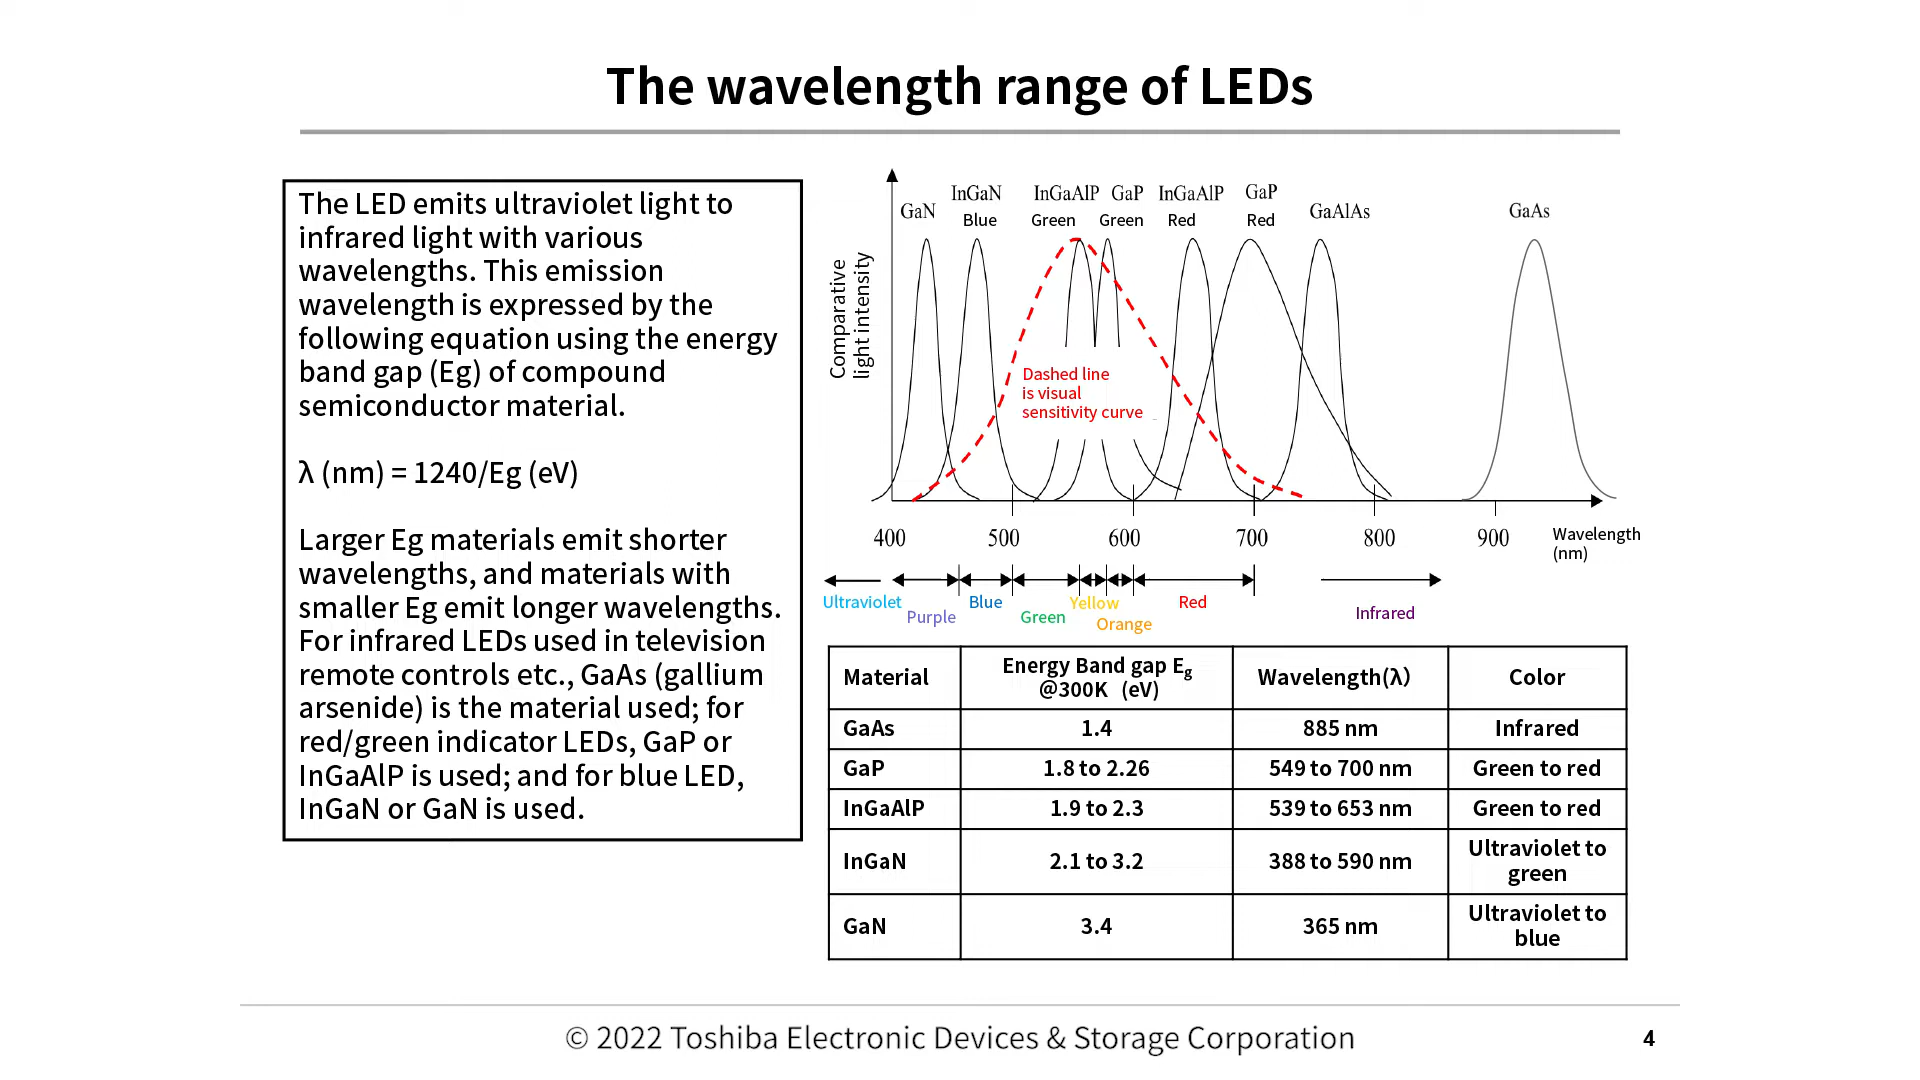 The wavelength range of LEDs
The LED emits ultraviolet light to
infrared light with various
wavelengths. This emission
wavelength is expressed by the
following equation using the energy
band gap (Eg) of compound
semiconductor material.
λ (nm) = 1240/Eg (eV)
Larger Eg materials emit shorter
wavelengths, and materials with
smaller Eg emit longer wavelengths.
For infrared LEDs used in television
remote controls etc., GaAs (gallium
arsenide) is the material used; for
red/green indicator LEDs, GaP or
InGaAlP is used; and for blue LED,
InGaN or GaN is used.
Comparative
light intensity
GaN
InGaN
Blue
InGaAlP
Green
GaP
Green
InGaAlP
Red
GaP
Red
GaAlAs
GaAs
Dashed line
is visual
sensitivity curve
400 500 600 700 800 900
Wavelength
(nm)
Ultraviolet
Purple
Blue
Green
Yellow
Orange
Red
Infrared
Material Energy Band gap Eg @300K (eV) Wavelength(λ) Color
GaAs 1.4 885 nm Infrared
GaP 1.8 to 2.26 549 to 700 nm Green to red
InGaAlP 1.9 to 2.3 539 to 653 nm Green to red
InGaN 2.1 to 3.2 388 to 590 nm Ultraviolet to green
GaN 3.4 365 nm Ultraviolet to blue
© 2022 Toshiba Electronic Devices & Storage Corporation
4